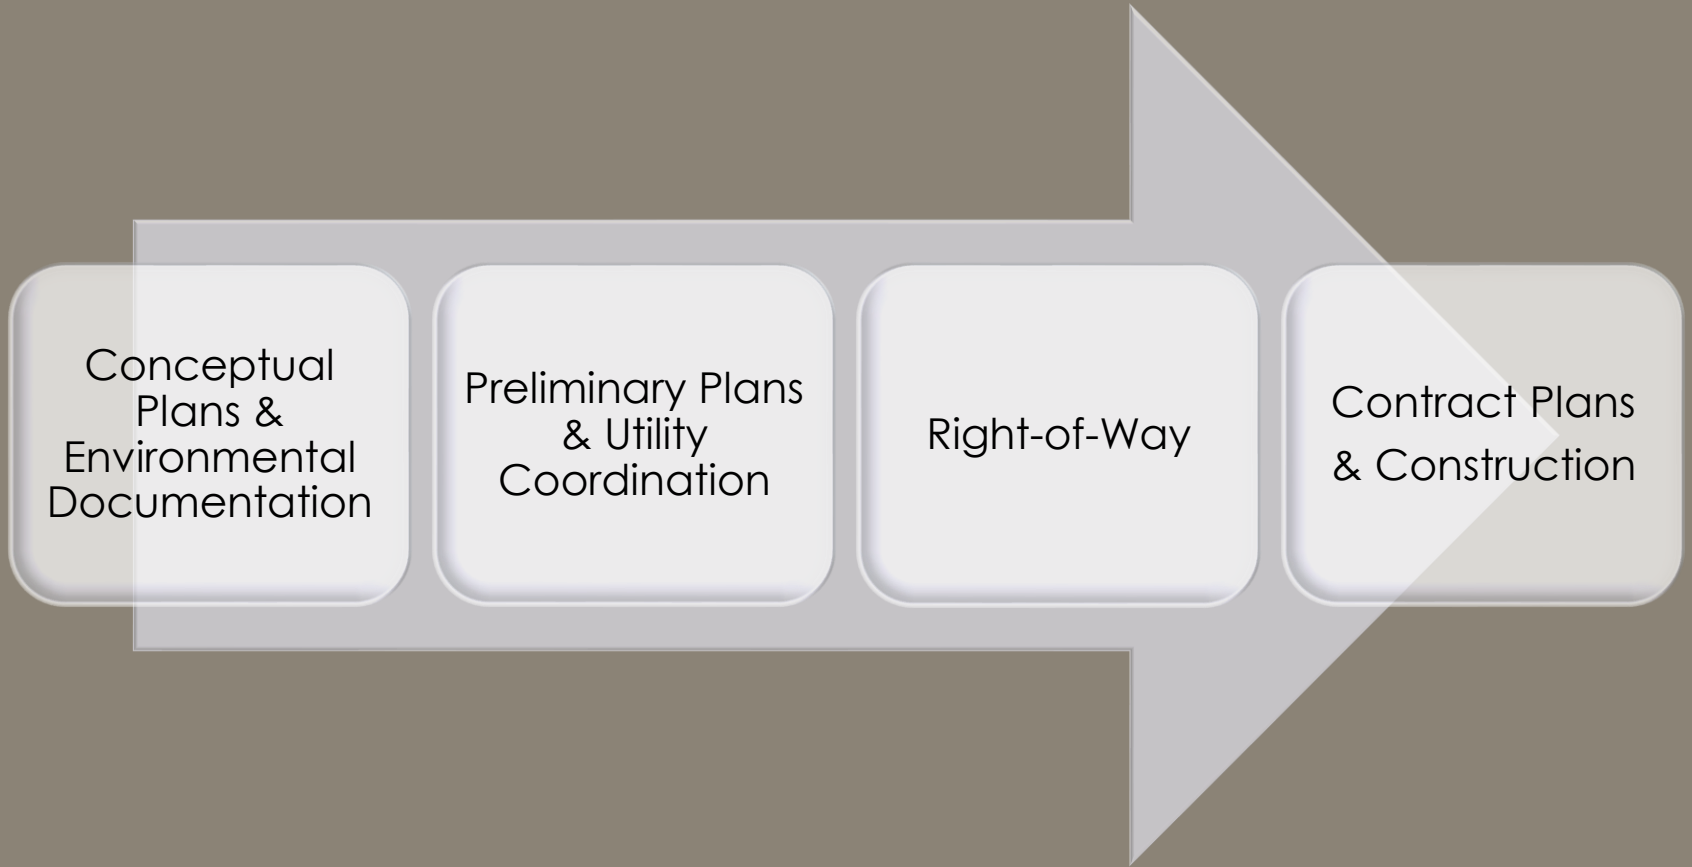 Conceptual
Plans &
Environmental
Documentation
Preliminary Plans
& Utility
Coordination
Right-of-Way
Contract Plans
& Construction